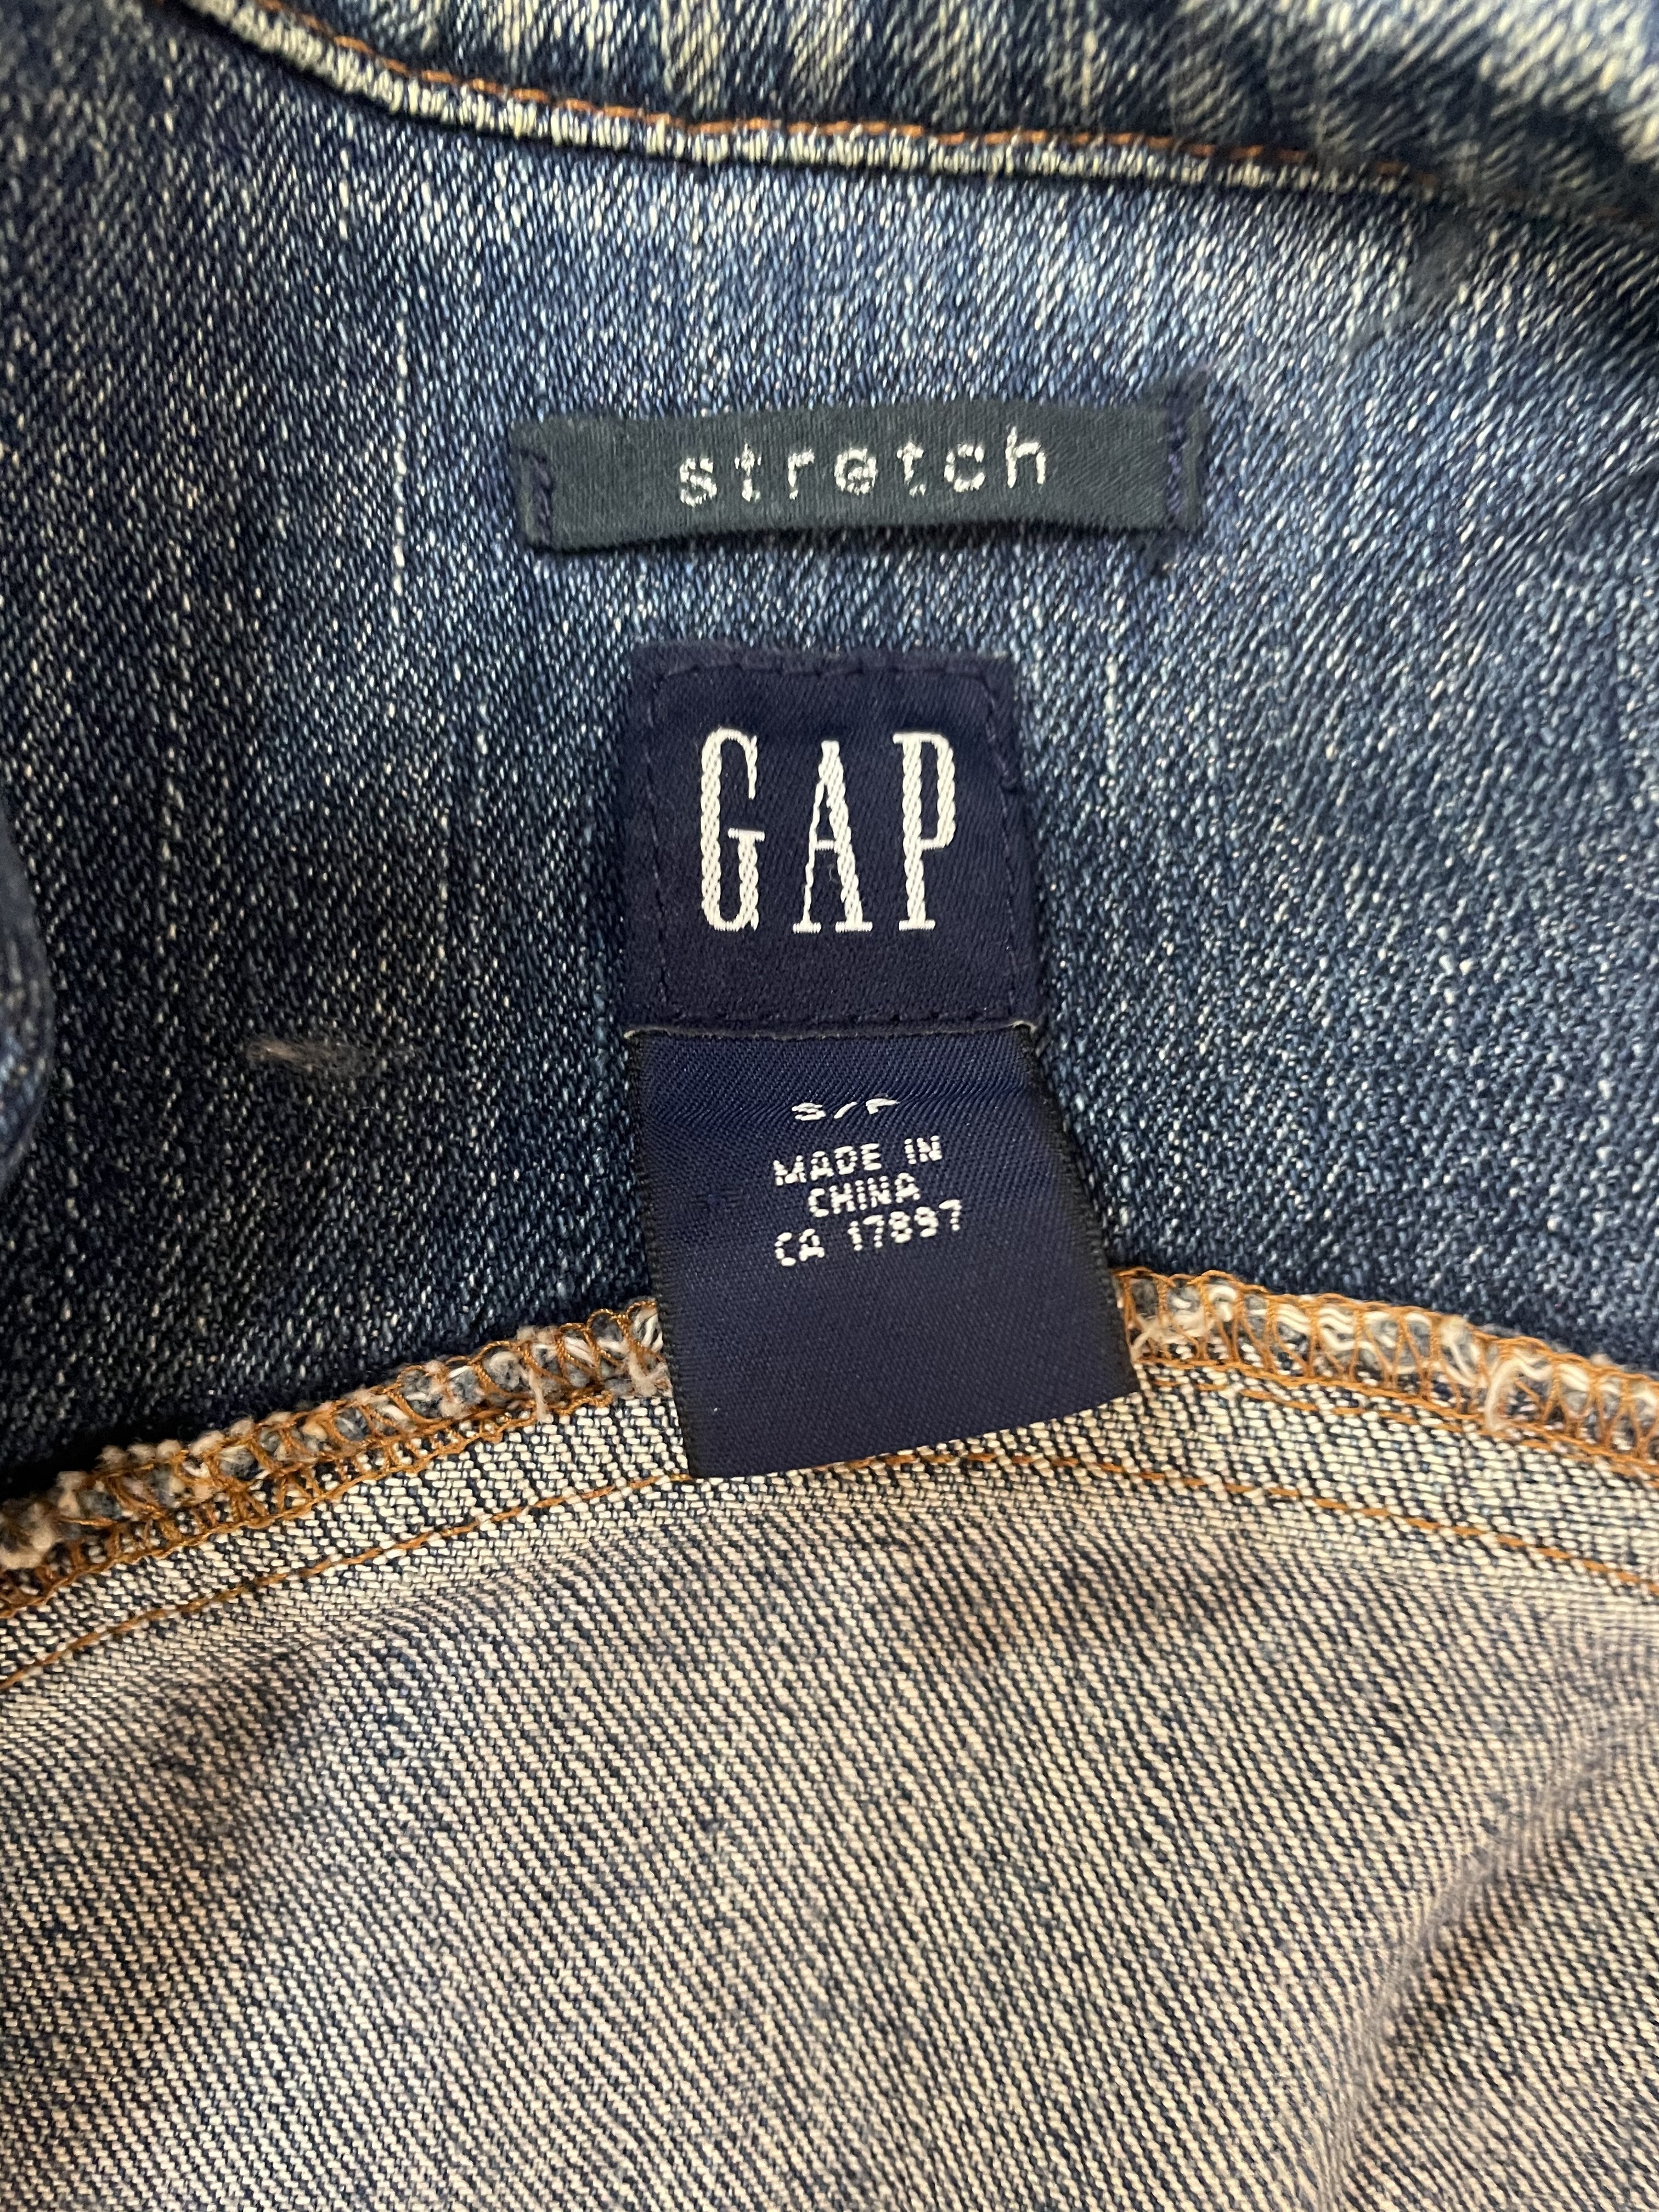 stretch
GAP
S/P
MADE IN
CHINA
CA 17897